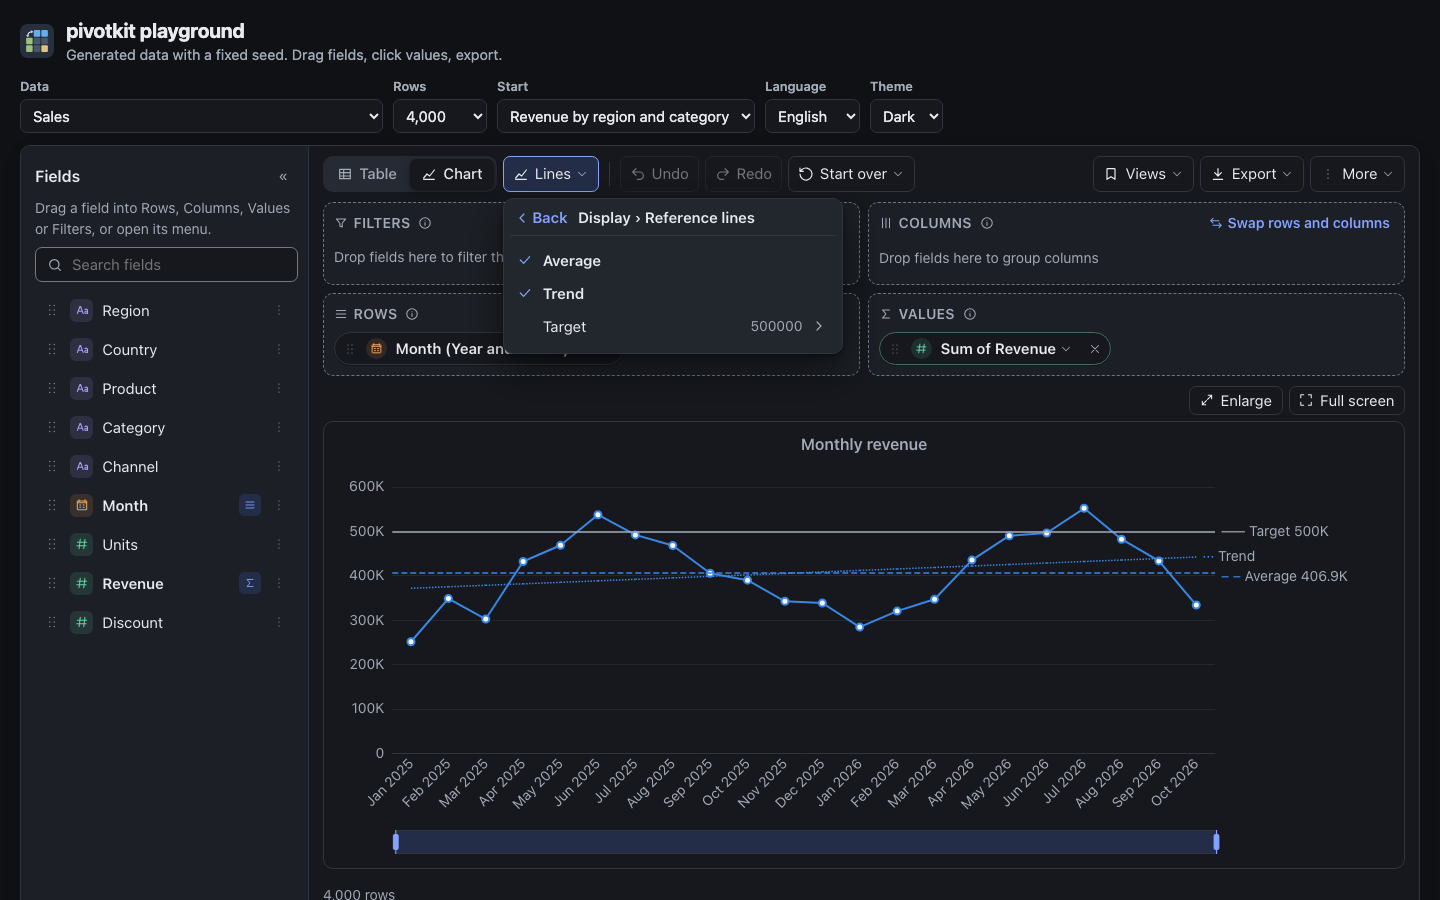 pivotkit playground
Generated data with a fixed seed. Drag fields, click values, export.
Data
Rows
Start
Language
Theme
Sales
4,000
Revenue by region and category
English
Dark
Fields
«
Drag a field into Rows, Columns, Values
or Filters, or open its menu.
Search fields
Aa Region
Aa Country
Aa Product
Aa Category
Aa Channel
Month
# Units
# Revenue Σ
# Discount
Table
Chart
Lines
Undo
Redo
Start over
Views
Export
More
FILTERS
Drop fields here to filter th
Back Display › Reference lines
Average
Trend
Target 500000
COLUMNS
Swap rows and columns
Drop fields here to group columns
ROWS
Month (Year an
Σ VALUES
# Sum of Revenue
Enlarge
Full screen
Monthly revenue
600K
500K
400K
300K
200K
100K
0
Target 500K
Trend
Average 406.9K
Jan 2025
Feb 2025
Mar 2025
Apr 2025
May 2025
Jun 2025
Jul 2025
Aug 2025
Sep 2025
Oct 2025
Nov 2025
Dec 2025
Jan 2026
Feb 2026
Mar 2026
Apr 2026
May 2026
Jun 2026
Jul 2026
Aug 2026
Sep 2026
Oct 2026
4,000 rows